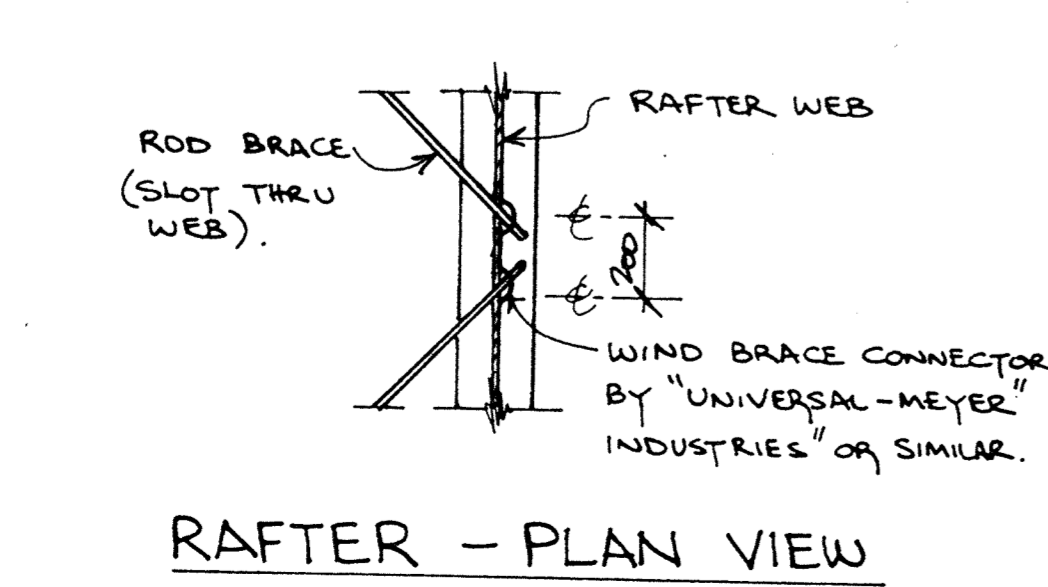 RAFTER WEB
ROD BRACE
(SLOT THRU
WEB).
℄
200
℄
WIND BRACE CONNECTOR
BY "UNIVERSAL-MEYER"
INDUSTRIES" OR SIMILAR.
RAFTER - PLAN VIEW